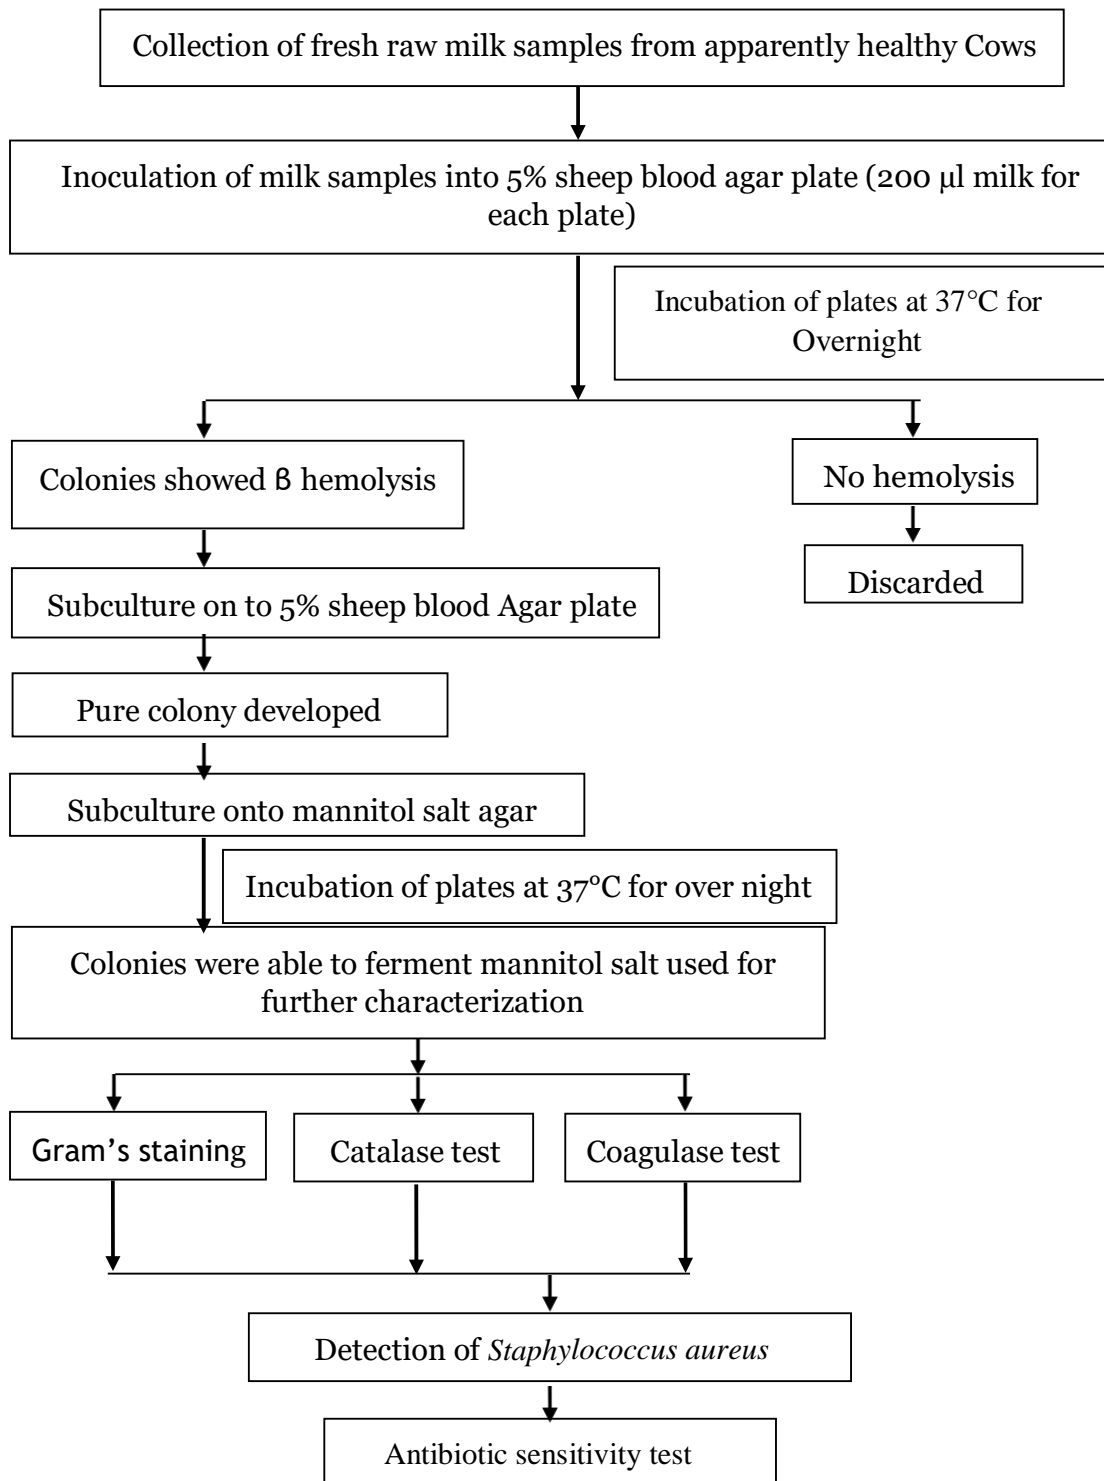 Collection of fresh raw milk samples from apparently healthy Cows
Inoculation of milk samples into 5% sheep blood agar plate (200 µl milk for
each plate)
Incubation of plates at 37°C for
Overnight
Colonies showed ß hemolysis
No hemolysis
Discarded
Subculture on to 5% sheep blood Agar plate
Pure colony developed
Subculture onto mannitol salt agar
Incubation of plates at 37°C for over night
Colonies were able to ferment mannitol salt used for
further characterization
Gram’s staining
Catalase test
Coagulase test
Detection of Staphylococcus aureus
Antibiotic sensitivity test